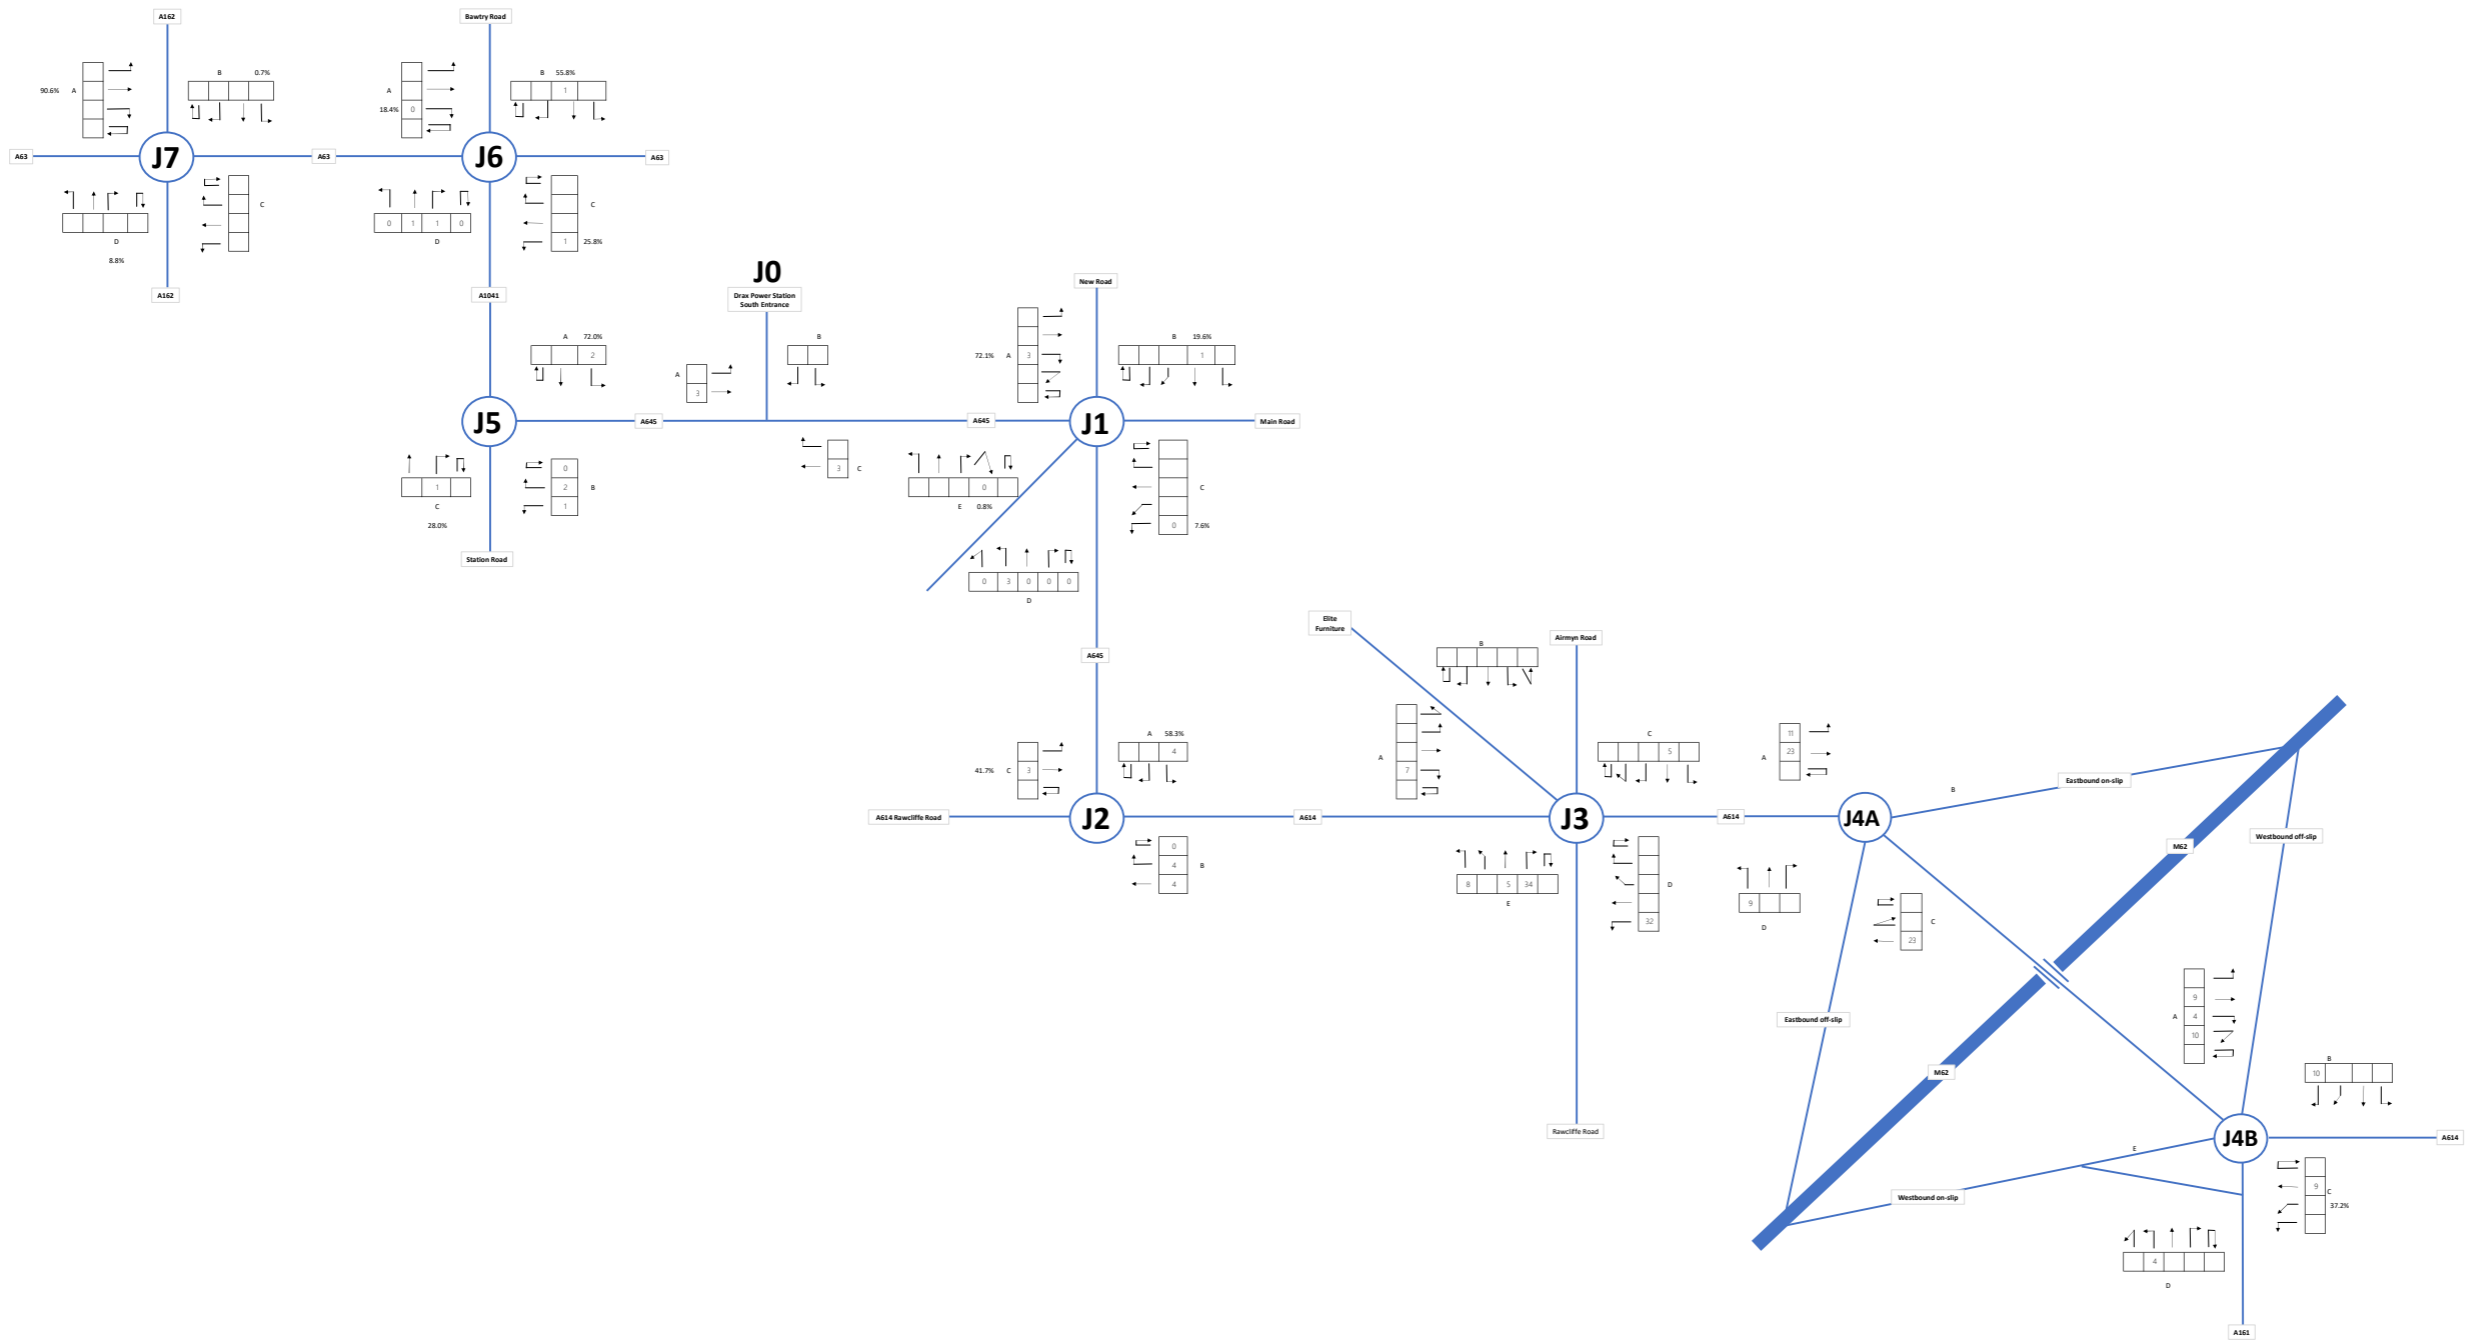 A162
Bawtry Road
B 0.7%
B 55.8%
90.6% A
A
18.4% 0
1
A63
J7
A63
J6
A63
C
C
0 1 1 0
1 25.8%
D
D
8.8%
A162
A1041
J0
Drax Power Station
South Entrance
New Road
A 72.0%
2
B
B 19.6%
1
72.1% A 3
A
3
J5
A645
A645
J1
Main Road
1
C
28.0%
0
2 B
1
3 C
0
E 0.8%
C
0 7.6%
Station Road
0 3 0 0 0
D
Elite
Furniture
Airmyn Road
B
A645
A 58.3%
4
41.7% C 3
A
7
C
5
11
A 23
A614 Rawcliffe Road
J2
A614
J3
A614
J4A
B
Eastbound on-slip
Westbound off-slip
M62
0
4 B
4
8 5 34
E
D
32
9
D
C
23
Eastbound off-slip
9
A 4
10
M62
B
10
Rawcliffe Road
J4B
A614
E
Westbound on-slip
9 C
37.2%
4
D
A161